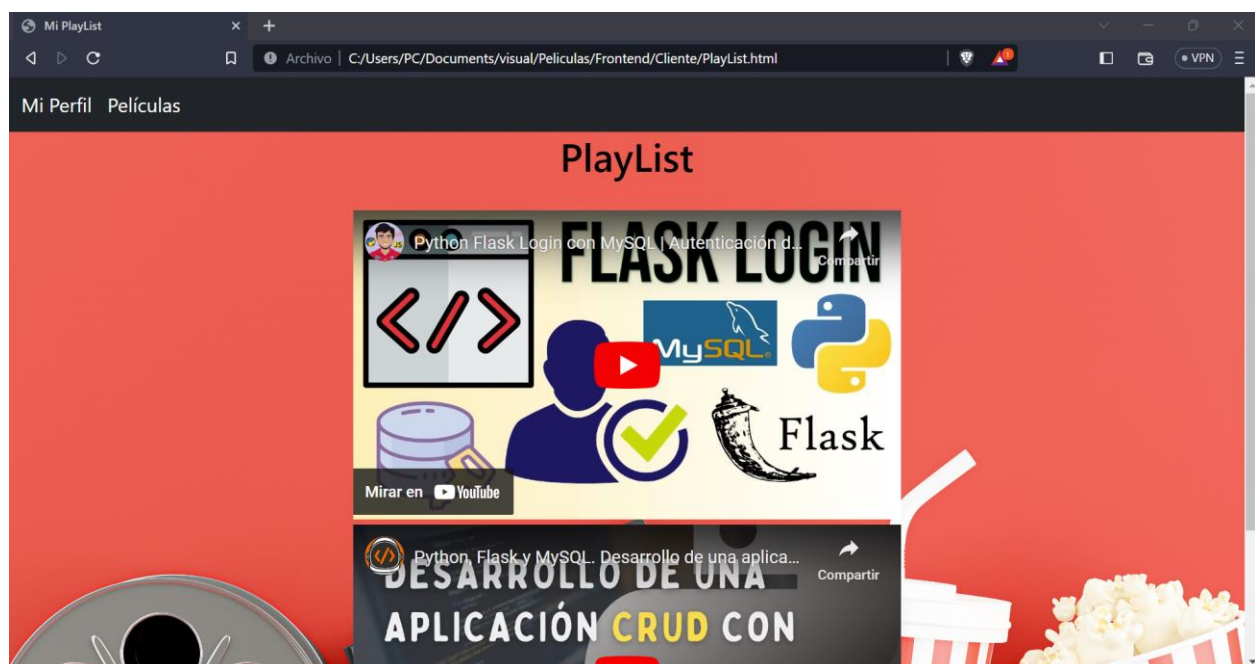 Mi PlayList
Archivo | C:/Users/PC/Documents/visual/Peliculas/Frontend/Cliente/PlayList.html
1
VPN
Mi Perfil Películas
PlayList
Python Flask Login con MySQL | Autenticación d...
Compartir
FLASK LOGIN
</>
MySQL
Flask
Mirar en YouTube
</>
Python, Flask y MySQL. Desarrollo de una aplica...
Compartir
DESARROLLO DE UNA
APLICACIÓN CRUD CON